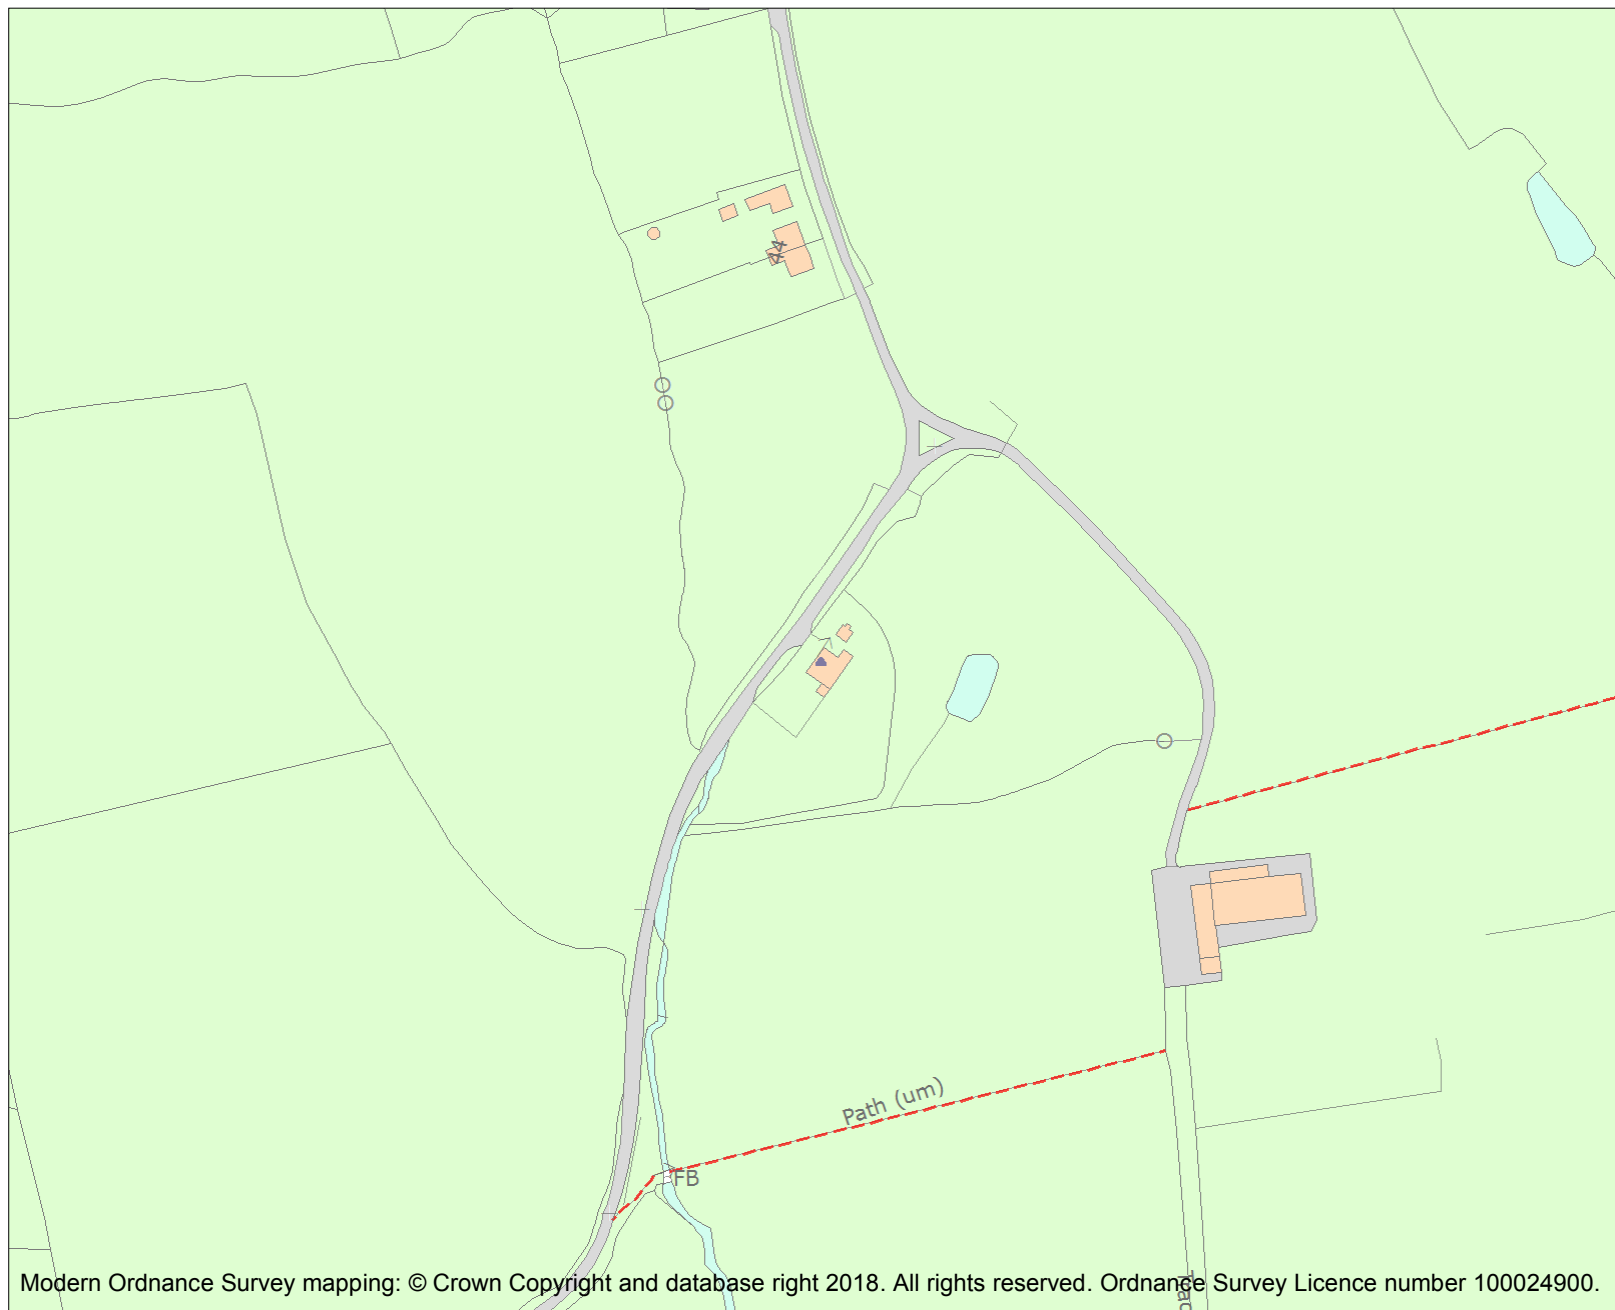 44
Path (um)
FB
Modern Ordnance Survey mapping: © Crown Copyright and database right 2018. All rights reserved. Ordnance Survey Licence number 100024900.